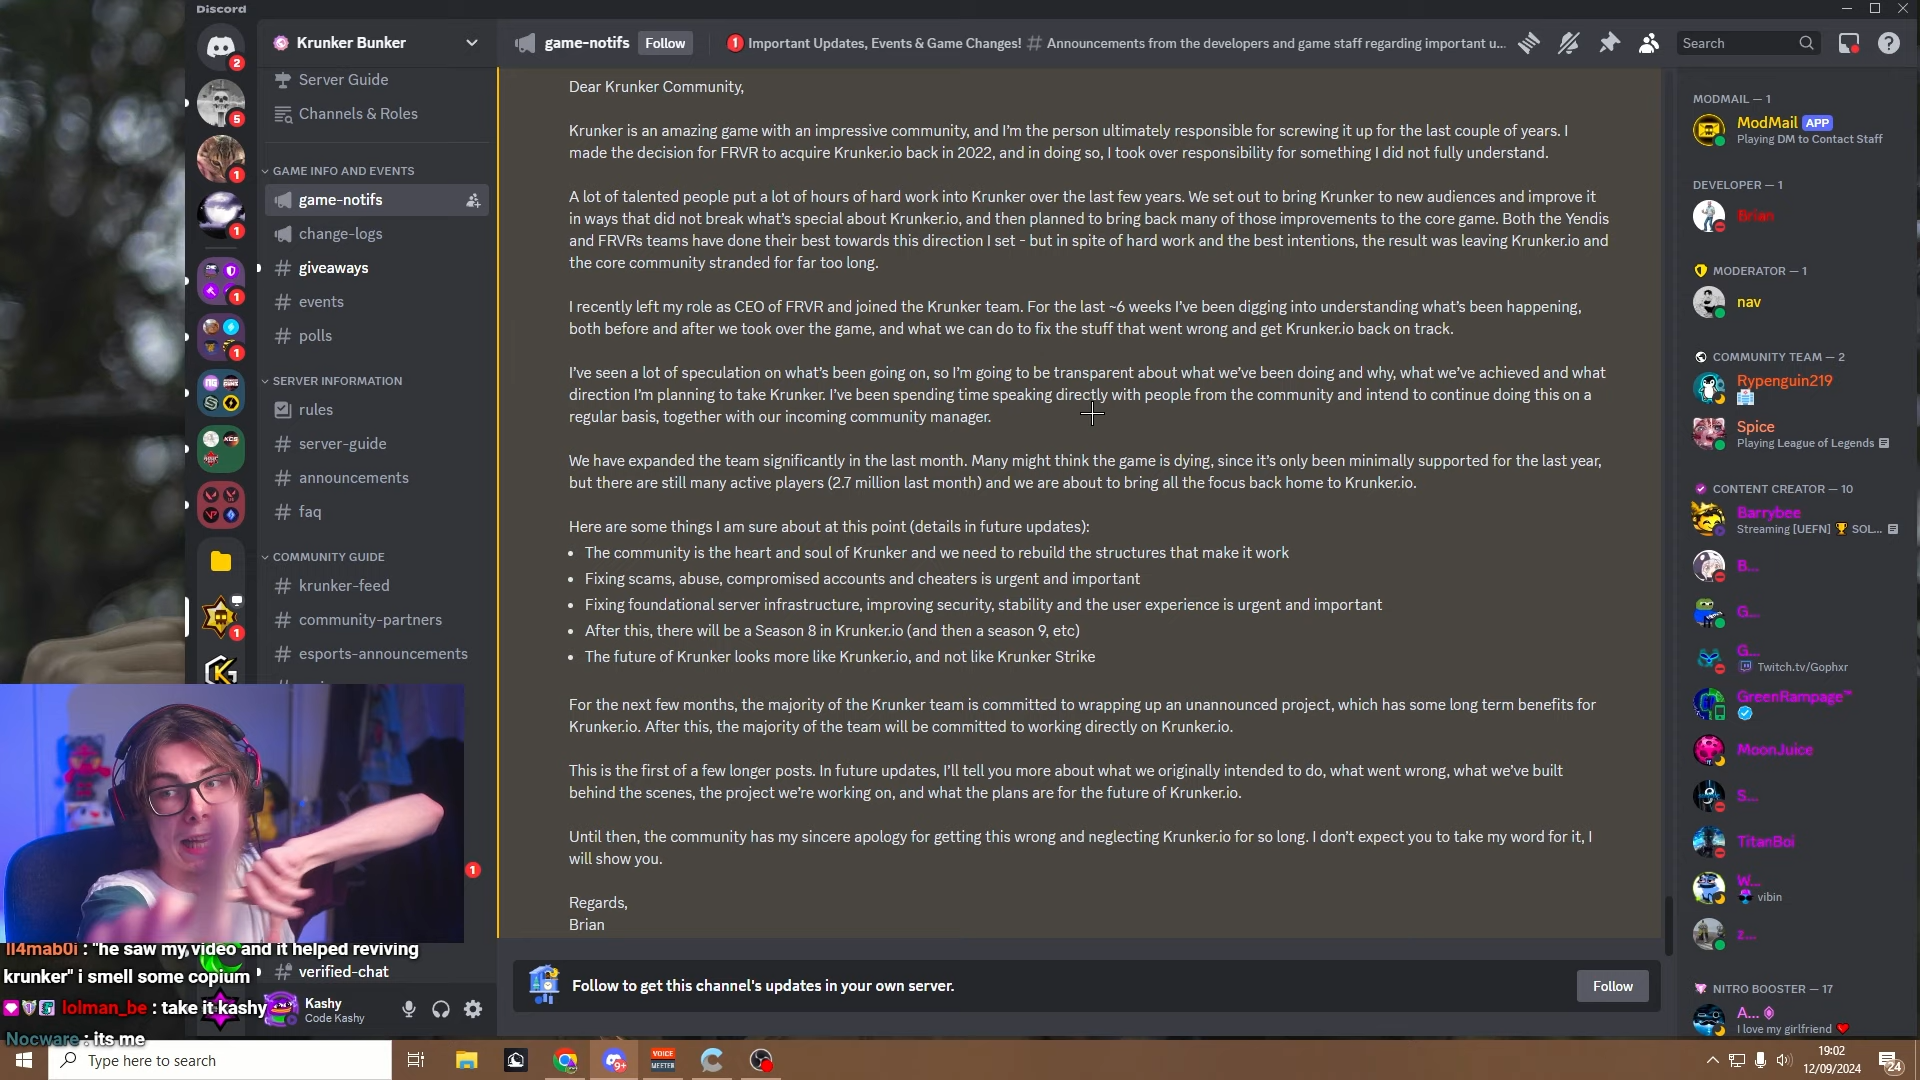 Discord
Krunker Bunker
game-notifs
Follow
Important Updates, Events & Game Changes! # Announcements from the developers and game staff regarding important u...
Search
2
5
1
1
1
1
1
Server Guide
Channels & Roles
GAME INFO AND EVENTS
game-notifs
change-logs
giveaways
events
polls
SERVER INFORMATION
rules
server-guide
announcements
faq
COMMUNITY GUIDE
krunker-feed
community-partners
esports-announcements
1
verified-chat
Kashy
Code Kashy
Dear Krunker Community,
Krunker is an amazing game with an impressive community, and I'm the person ultimately responsible for screwing it up for the last couple of years. I
made the decision for FRVR to acquire Krunker.io back in 2022, and in doing so, I took over responsibility for something I did not fully understand.
A lot of talented people put a lot of hours of hard work into Krunker over the last few years. We set out to bring Krunker to new audiences and improve it
in ways that did not break what's special about Krunker.io, and then planned to bring back many of those improvements to the core game. Both the Yendis
and FRVRs teams have done their best towards this direction I set - but in spite of hard work and the best intentions, the result was leaving Krunker.io and
the core community stranded for far too long.
I recently left my role as CEO of FRVR and joined the Krunker team. For the last ~6 weeks I've been digging into understanding what's been happening,
both before and after we took over the game, and what we can do to fix the stuff that went wrong and get Krunker.io back on track.
I've seen a lot of speculation on what's been going on, so I'm going to be transparent about what we've been doing and why, what we've achieved and what
direction I'm planning to take Krunker. I've been spending time speaking directly with people from the community and intend to continue doing this on a
regular basis, together with our incoming community manager.
We have expanded the team significantly in the last month. Many might think the game is dying, since it's only been minimally supported for the last year,
but there are still many active players (2.7 million last month) and we are about to bring all the focus back home to Krunker.io.
Here are some things I am sure about at this point (details in future updates):
• The community is the heart and soul of Krunker and we need to rebuild the structures that make it work
• Fixing scams, abuse, compromised accounts and cheaters is urgent and important
• Fixing foundational server infrastructure, improving security, stability and the user experience is urgent and important
• After this, there will be a Season 8 in Krunker.io (and then a season 9, etc)
• The future of Krunker looks more like Krunker.io, and not like Krunker Strike
For the next few months, the majority of the Krunker team is committed to wrapping up an unannounced project, which has some long term benefits for
Krunker.io. After this, the majority of the team will be committed to working directly on Krunker.io.
This is the first of a few longer posts. In future updates, I'll tell you more about what we originally intended to do, what went wrong, what we've built
behind the scenes, the project we're working on, and what the plans are for the future of Krunker.io.
Until then, the community has my sincere apology for getting this wrong and neglecting Krunker.io for so long. I don't expect you to take my word for it, I
will show you.
Regards,
Brian
Follow to get this channel's updates in your own server.
Follow
MODMAIL — 1
ModMail APP
Playing DM to Contact Staff
DEVELOPER — 1
Brian
MODERATOR — 1
nav
COMMUNITY TEAM — 2
Rypenguin219
Spice
Playing League of Legends
CONTENT CREATOR — 10
Barrybee
Streaming [UEFN] 🏆 SOL...
B...
G...
G...
Twitch.tv/Gophxr
GreenRampage™
MoonJuice
S...
TitanBoi
W...
vibin
z...
NITRO BOOSTER — 17
A...
I love my girlfriend ❤
ll4mab0i : "he saw my video and it helped reviving
krunker" i smell some copium
lolman_be : take it kashy
Nocware : its me
Type here to search
9+
VOICE
MEETER
19:02
12/09/2024
24